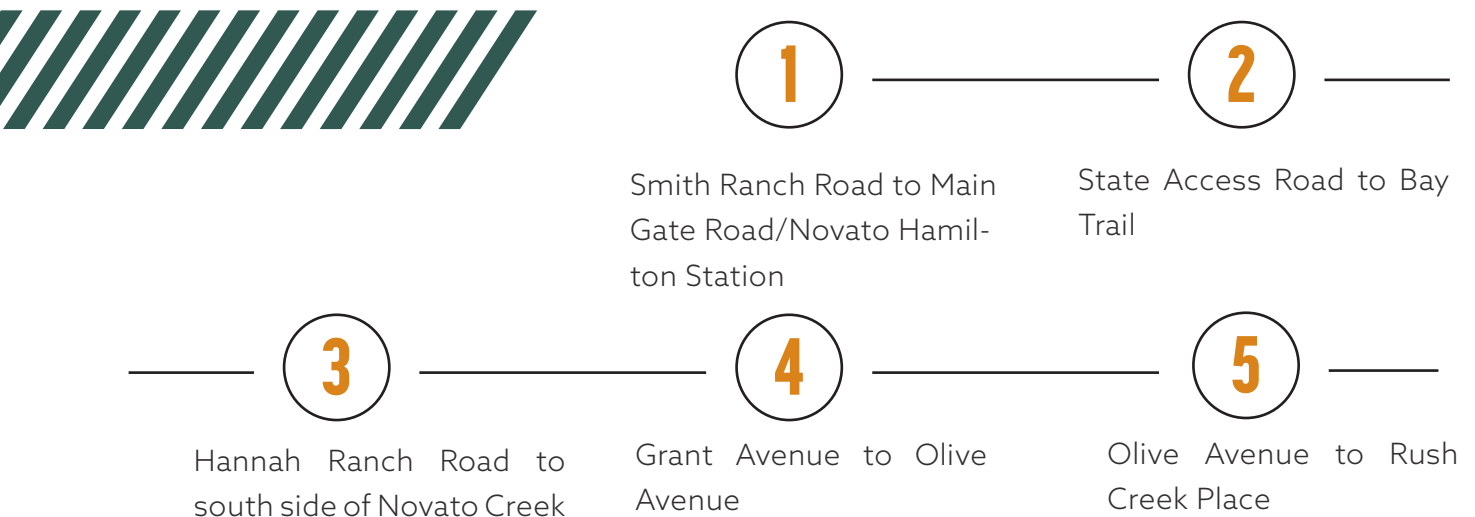 1
2
Smith Ranch Road to Main
Gate Road/Novato Hamil-
ton Station
State Access Road to Bay
Trail
3
4
5
Hannah Ranch Road to
south side of Novato Creek
Grant Avenue to Olive
Avenue
Olive Avenue to Rush
Creek Place